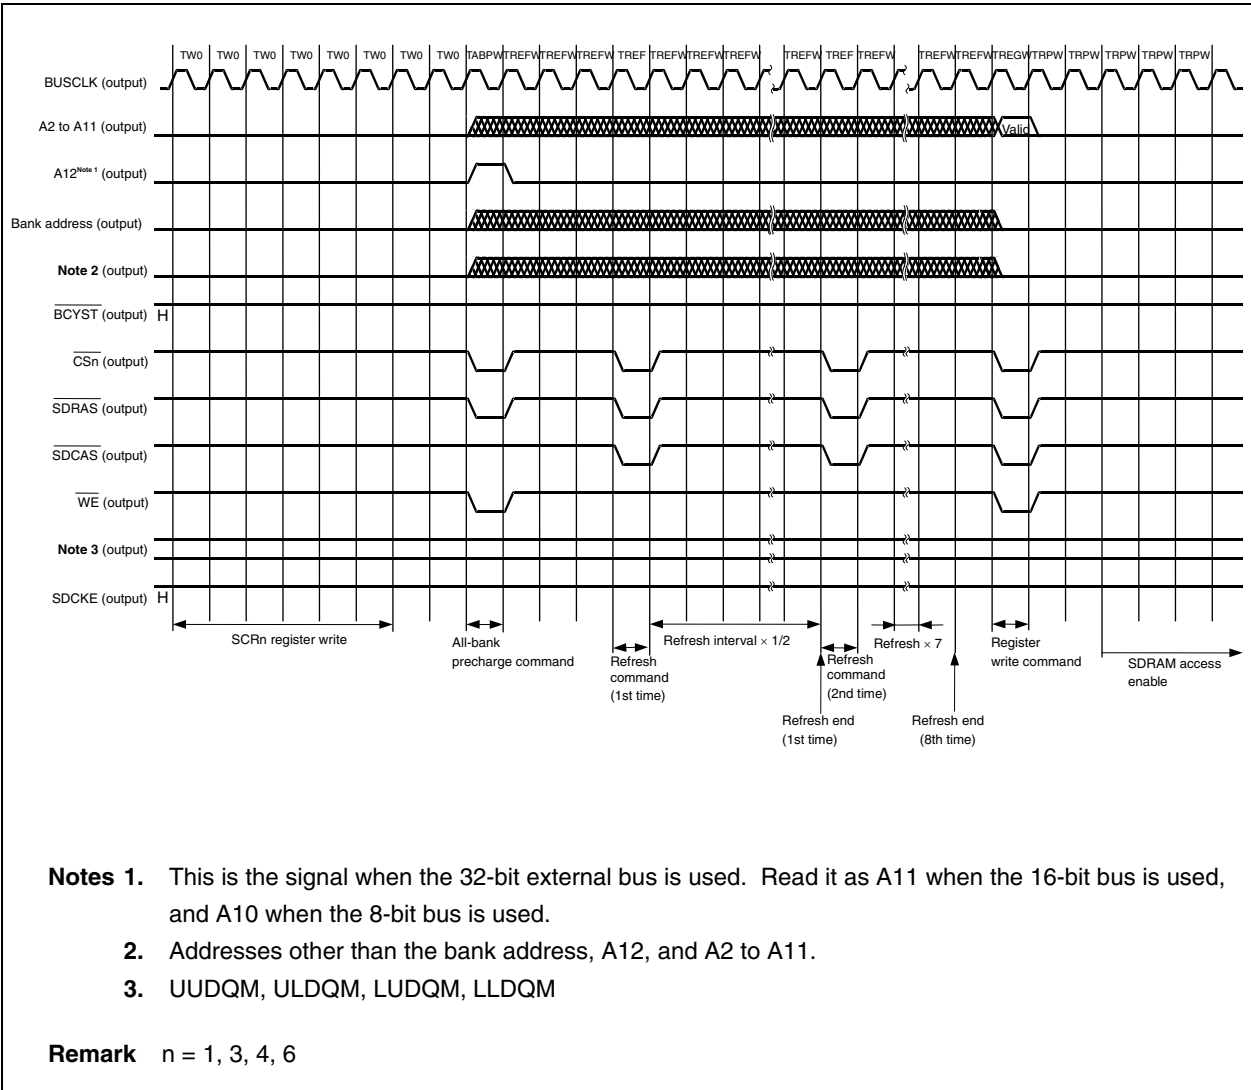 TW0 TW0 TW0 TW0 TW0 TW0 TW0 TW0 TABPW TREFW TREFW TREFW TREF TREFW TREFW TREFW TREFW TREF TREFW TREFW TREFW TREGW TRPW TRPW TRPW TRPW
BUSCLK (output)
A2 to A11 (output)
Valid
A12Note 1 (output)
Bank address (output)
Note 2 (output)
BCYST (output) H
CSn (output)
SDRAS (output)
SDCAS (output)
WE (output)
Note 3 (output)
SDCKE (output) H
SCRn register write
All-bank
precharge command
Refresh
command
(1st time)
Refresh interval × 1/2
Refresh end
(1st time)
Refresh
command
(2nd time)
Refresh × 7
Refresh end
(8th time)
Register
write command
SDRAM access
enable
Notes 1. This is the signal when the 32-bit external bus is used. Read it as A11 when the 16-bit bus is used,
and A10 when the 8-bit bus is used.
2. Addresses other than the bank address, A12, and A2 to A11.
3. UUDQM, ULDQM, LUDQM, LLDQM
Remark n = 1, 3, 4, 6